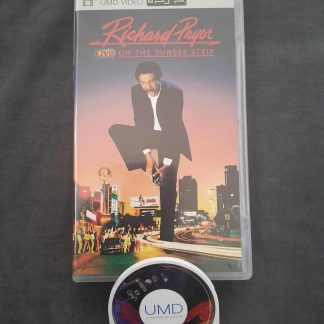 UMD VIDEO PSP
Richard Pryor
LIVE ON THE SUNSET STRIP
UMD